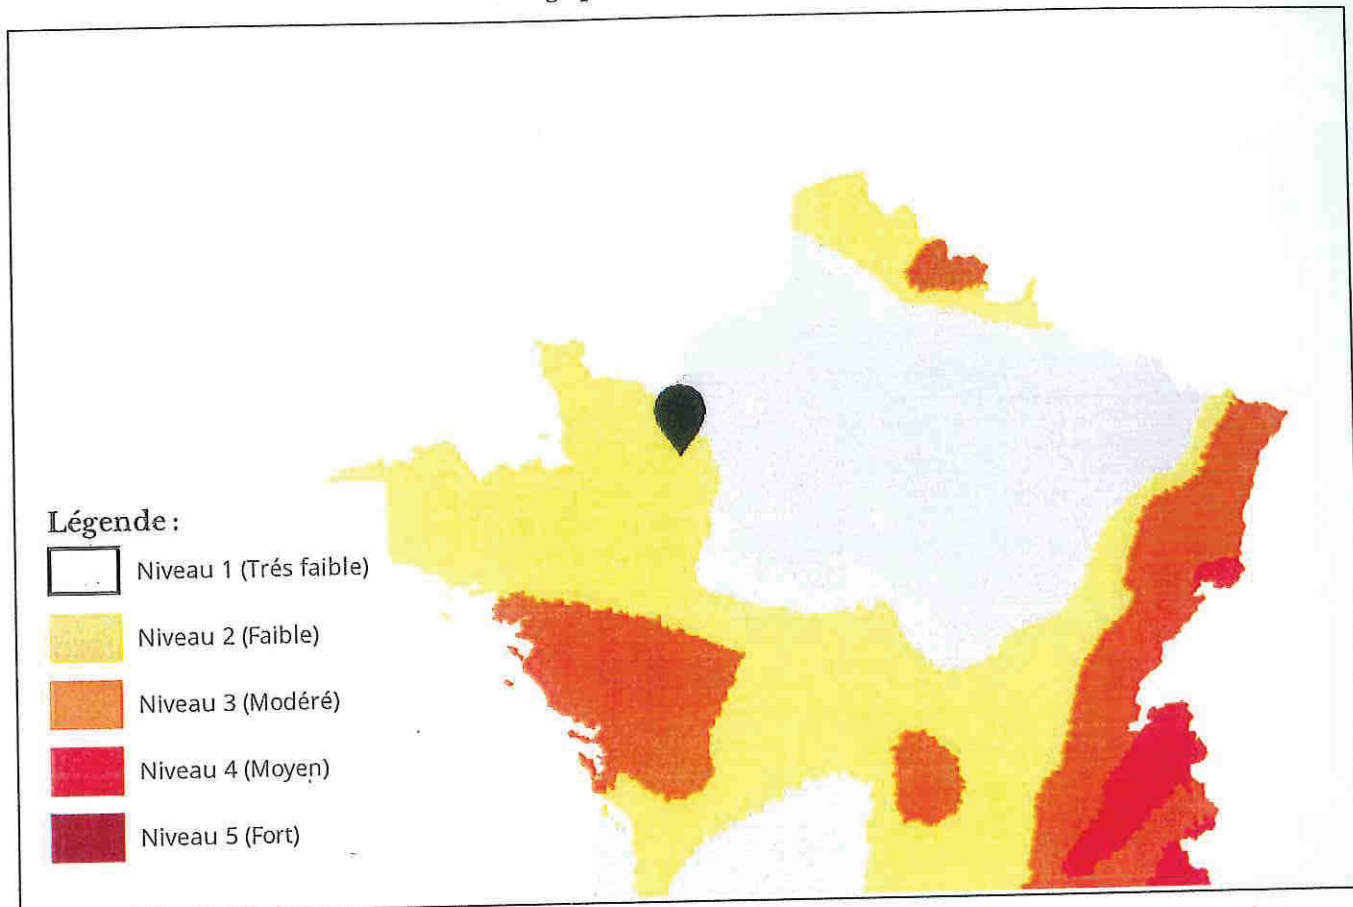 Légende :
Niveau 1 (Trés faible)
Niveau 2 (Faible)
Niveau 3 (Modéré)
Niveau 4 (Moyen)
Niveau 5 (Fort)